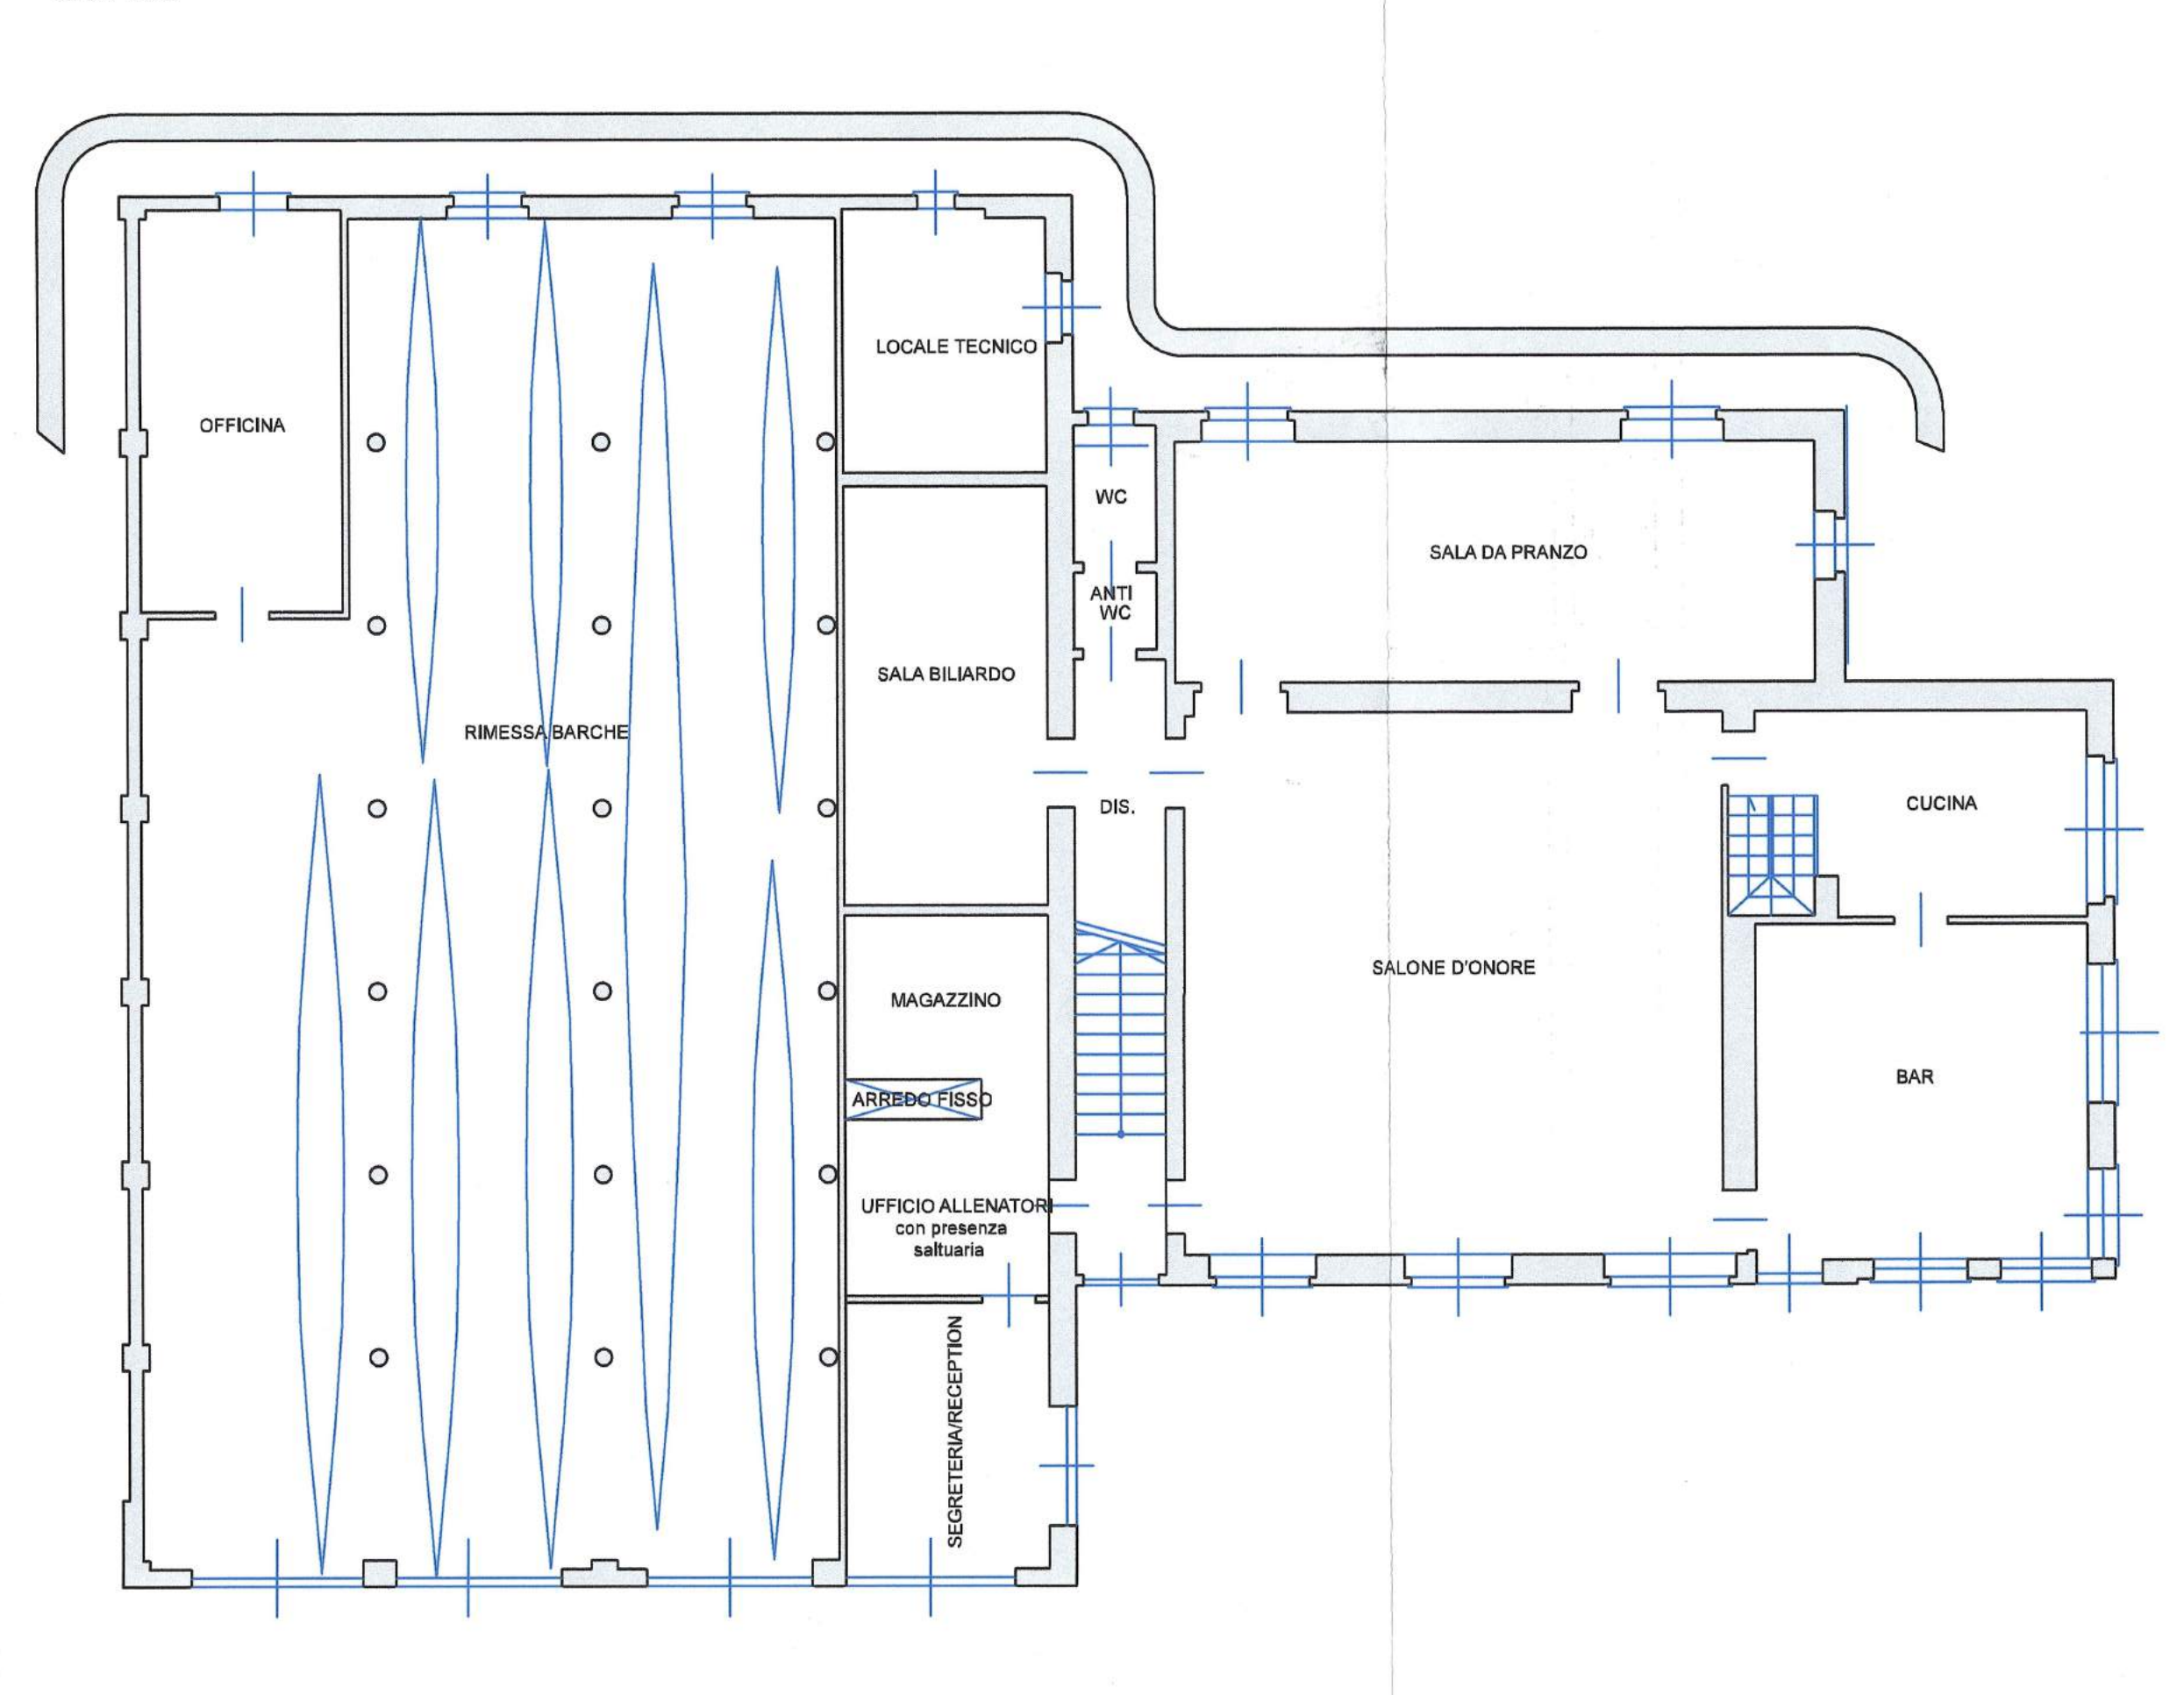 LOCALE TECNICO
OFFICINA
WC
SALA DA PRANZO
ANTI
WC
SALA BILIARDO
RIMESSA BARCHE
DIS.
CUCINA
SALONE D'ONORE
MAGAZZINO
BAR
ARREDO FISSO
UFFICIO ALLENATORI
con presenza
saltuaria
SEGRETERIA/RECEPTION